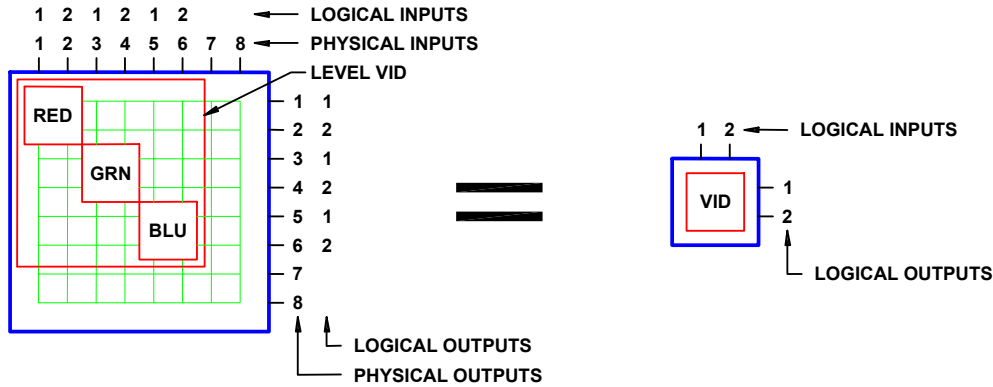 1 2 1 2 1 2 LOGICAL INPUTS
1 2 3 4 5 6 7 8 PHYSICAL INPUTS
LEVEL VID
RED
GRN
BLU
1 1
2 2
3 1
4 2
5 1
6 2
7
8
LOGICAL OUTPUTS
PHYSICAL OUTPUTS
1 2 LOGICAL INPUTS
VID
1
2
LOGICAL OUTPUTS